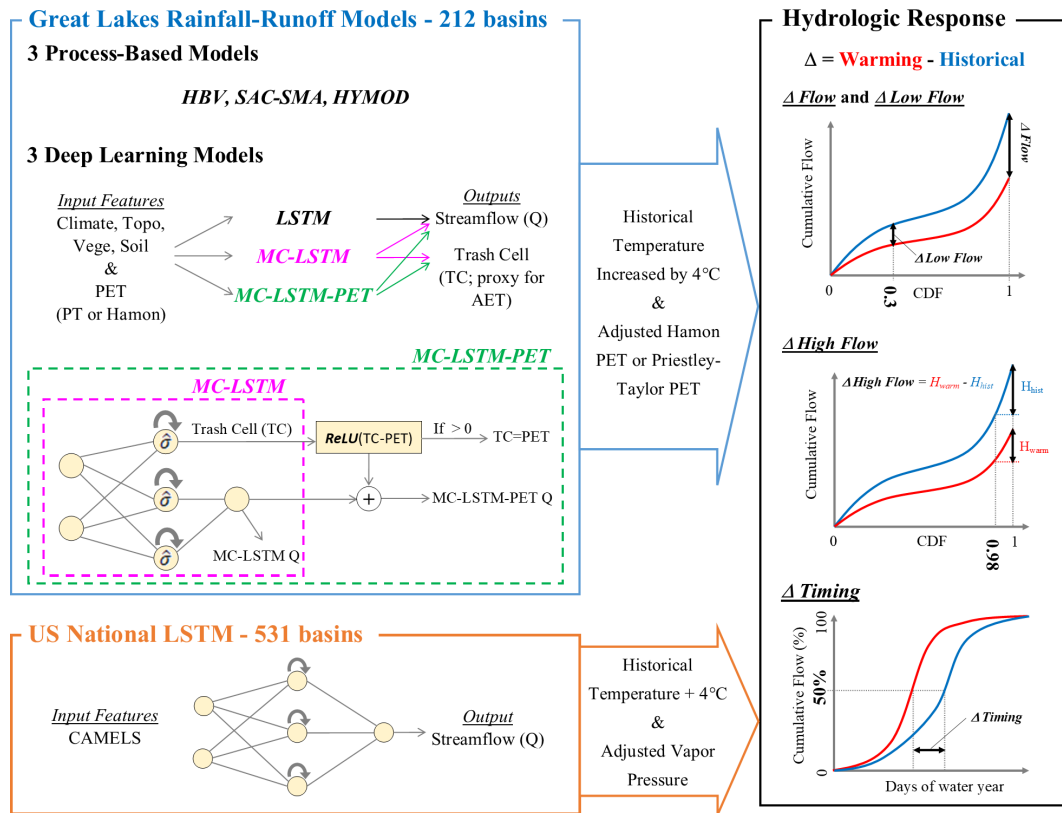 Great Lakes Rainfall-Runoff Models - 212 basins
3 Process-Based Models
HBV, SAC-SMA, HYMOD
3 Deep Learning Models
Input Features
Climate, Topo,
Vege, Soil
&
PET
(PT or Hamon)
LSTM
MC-LSTM
MC-LSTM-PET
Outputs
Streamflow (Q)
Trash Cell
(TC; proxy for
AET)
MC-LSTM-PET
MC-LSTM
σ̂
σ̂
σ̂
Trash Cell (TC)
ReLU(TC-PET)
If > 0
TC=PET
+
MC-LSTM-PET Q
MC-LSTM Q
Historical
Temperature
Increased by 4°C
&
Adjusted Hamon
PET or Priestley-
Taylor PET
US National LSTM - 531 basins
Input Features
CAMELS
Output
Streamflow (Q)
Historical
Temperature + 4°C
&
Adjusted Vapor
Pressure
Hydrologic Response
Δ = Warming - Historical
Δ Flow and Δ Low Flow
Cumulative Flow
Δ Flow
Δ Low Flow
0
0.3
CDF
1
Δ High Flow
Δ High Flow = Hwarm - Hhist
Hhist
Hwarm
Cumulative Flow
0
CDF
0.98
1
Δ Timing
Cumulative Flow (%)
100
50%
0
Δ Timing
Days of water year